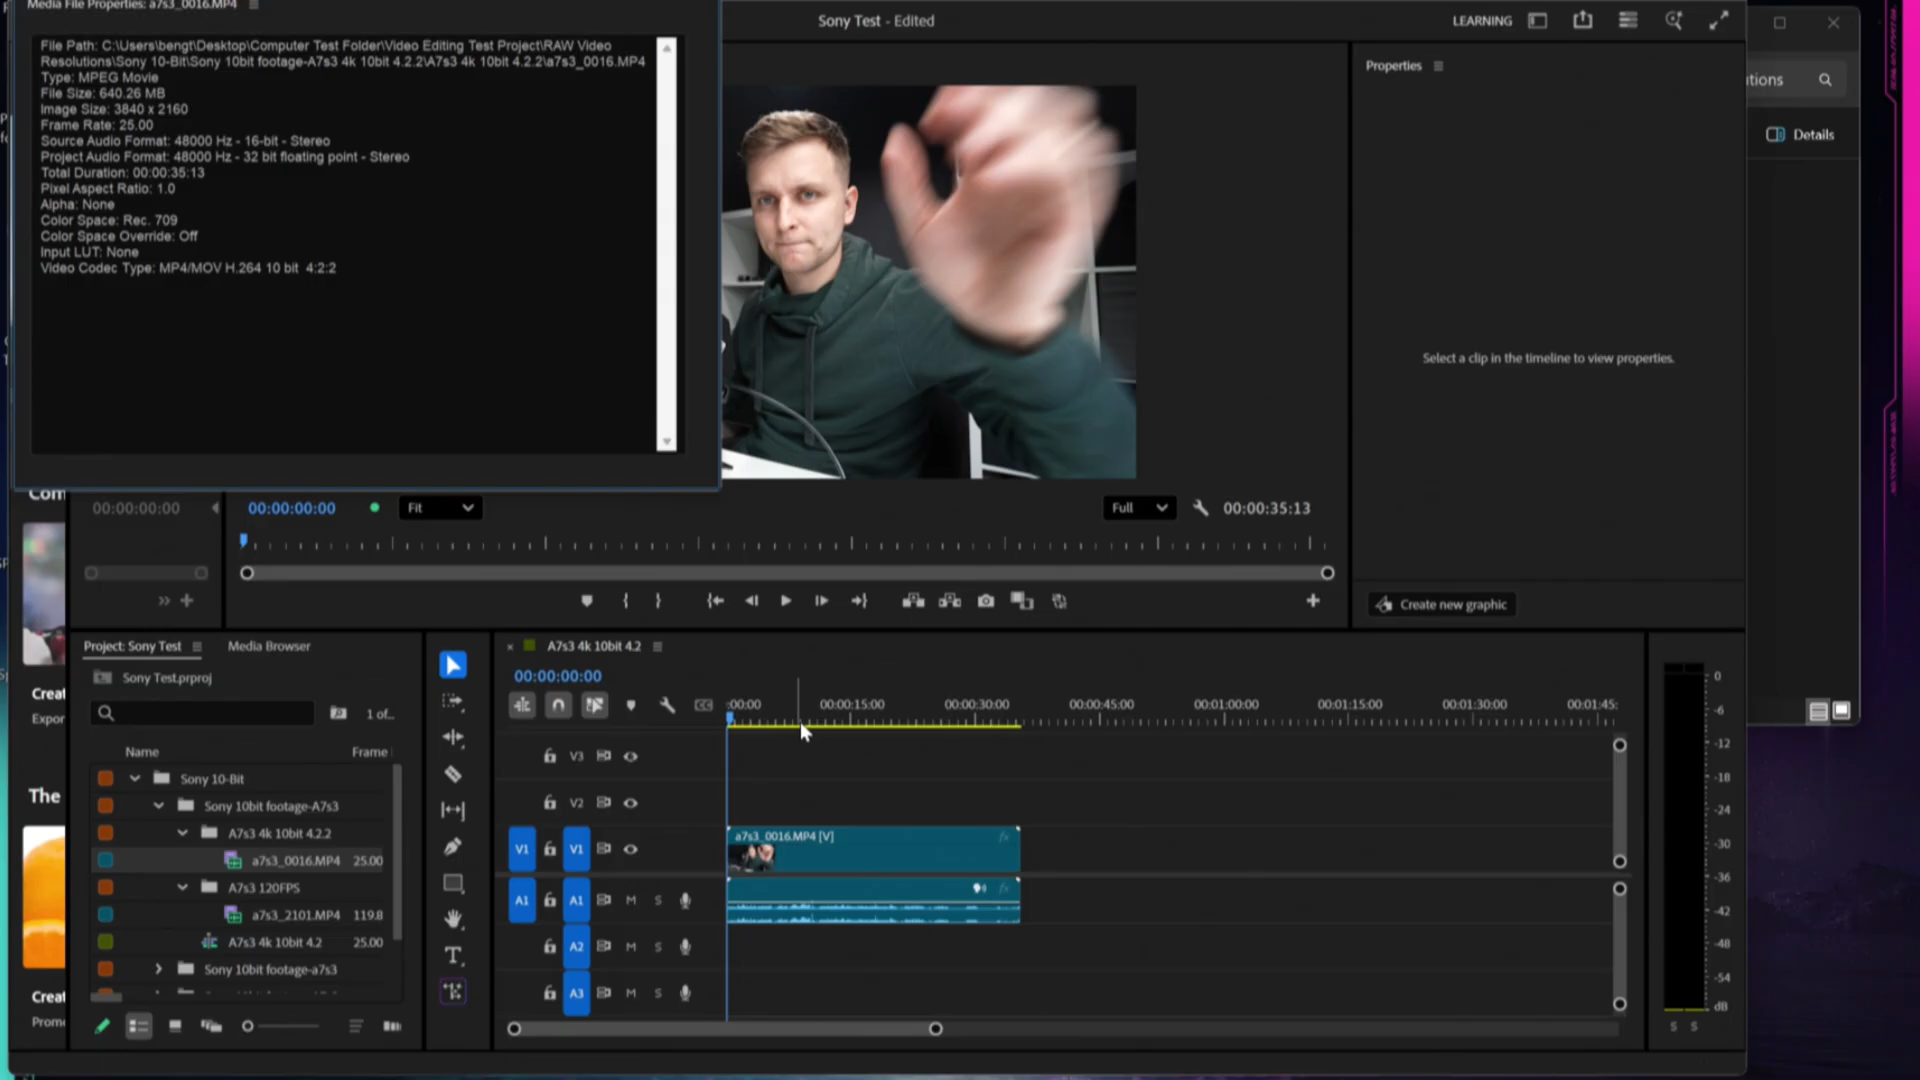 Media File Properties: a7s3_0016.MP4
File Path: C:\Users\bengt\Desktop\Computer Test Folder\Video Editing Test Project\RAW Video
Resolutions\Sony 10-Bit\Sony 10bit footage-A7s3 4k 10bit 4.2.2\A7s3 4k 10bit 4.2.2\a7s3_0016.MP4
Type: MPEG Movie
File Size: 640.26 MB
Image Size: 3840 x 2160
Frame Rate: 25.00
Source Audio Format: 48000 Hz - 16-bit - Stereo
Project Audio Format: 48000 Hz - 32 bit floating point - Stereo
Total Duration: 00:00:35:13
Pixel Aspect Ratio: 1.0
Alpha: None
Color Space: Rec. 709
Color Space Override: Off
Input LUT: None
Video Codec Type: MP4/MOV H.264 10 bit 4:2:2
Sony Test - Edited
LEARNING
Properties
Select a clip in the timeline to view properties.
Create new graphic
Details
00:00:00:00
00:00:00:00
Fit
Full
00:00:35:13
Project: Sony Test
Media Browser
Sony Test.prproj
1 of...
Name Frame
Sony 10-Bit
Sony 10bit footage-A7s3
A7s3 4k 10bit 4.2.2
a7s3_0016.MP4 25.00
A7s3 120FPS
a7s3_2101.MP4 119.8
A7s3 4k 10bit 4.2 25.00
Sony 10bit footage-a7s3
A7s3 4k 10bit 4.2
00:00:00:00
:00:00 00:00:15:00 00:00:30:00 00:00:45:00 00:01:00:00 00:01:15:00 00:01:30:00 00:01:45:
V3
V2
V1 V1
a7s3_0016.MP4 [V]
fx
A1 A1 M S
fx
A2 M S
A3 M S
0
-6
-12
-18
-24
-30
-36
-42
-48
-54
dB
S S
The
Expor
Promo